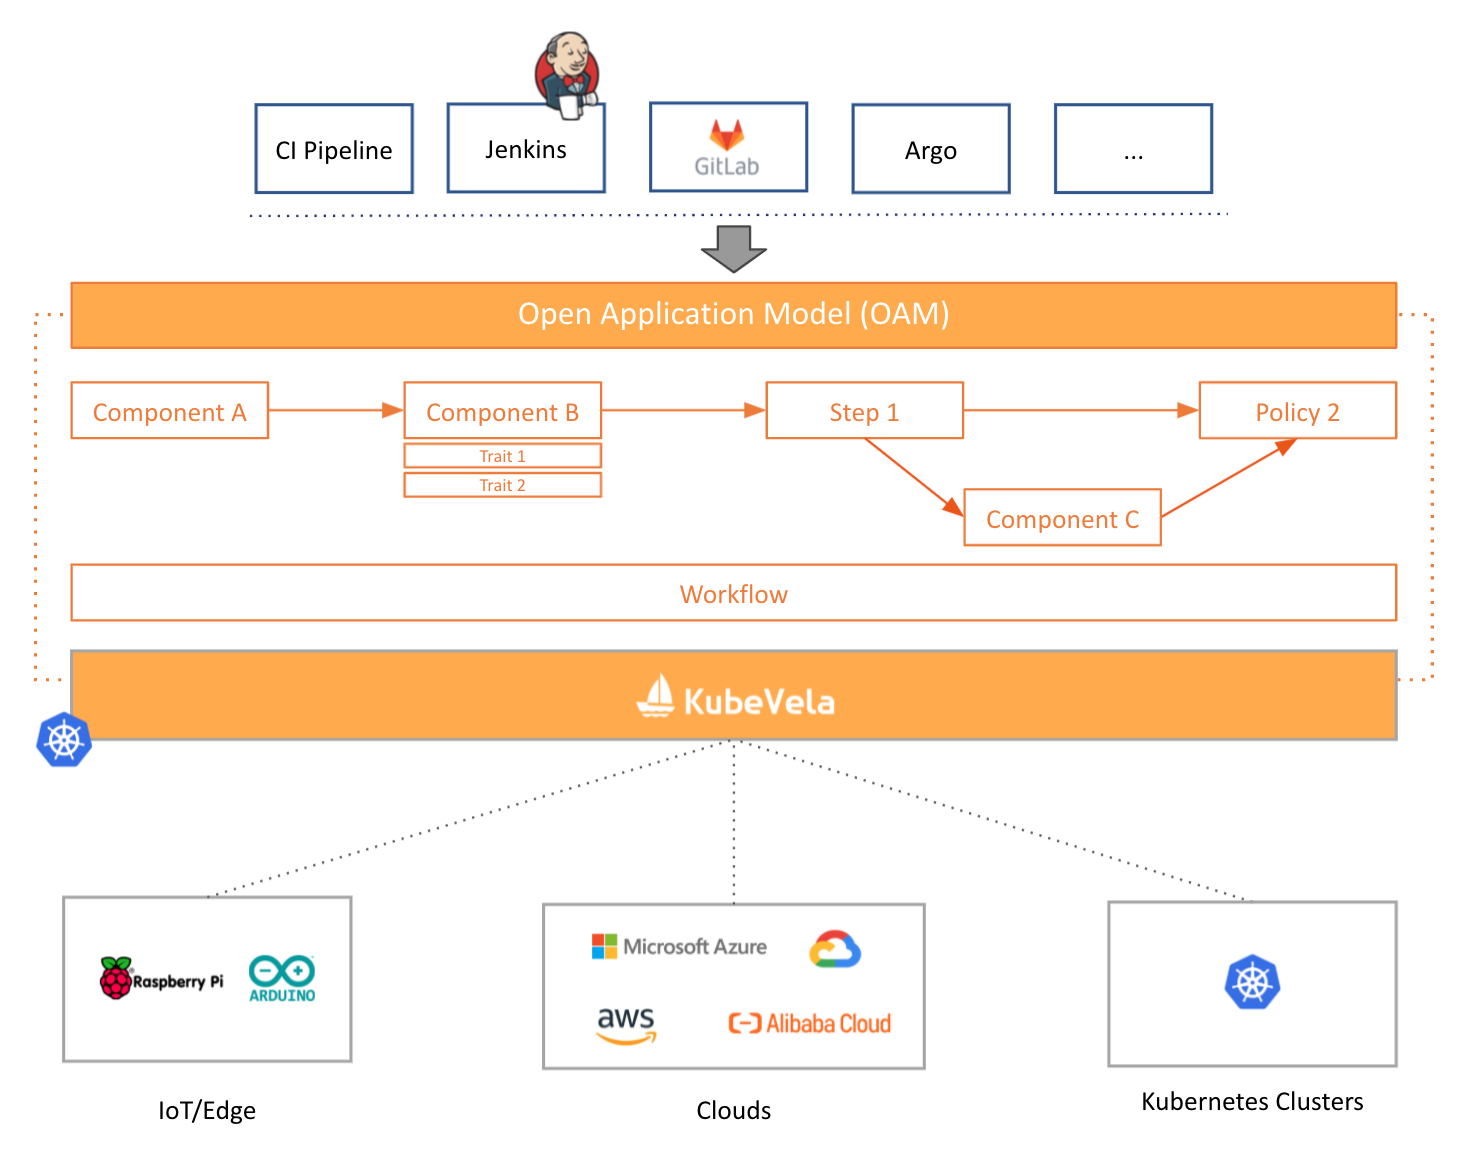 CI Pipeline
Jenkins
GitLab
Argo
...
Open Application Model (OAM)
Component A
Component B
Step 1
Policy 2
Trait 1
Trait 2
Component C
Workflow
KubeVela
Raspberry Pi
ARDUINO
Microsoft Azure
aws
Alibaba Cloud
IoT/Edge
Clouds
Kubernetes Clusters